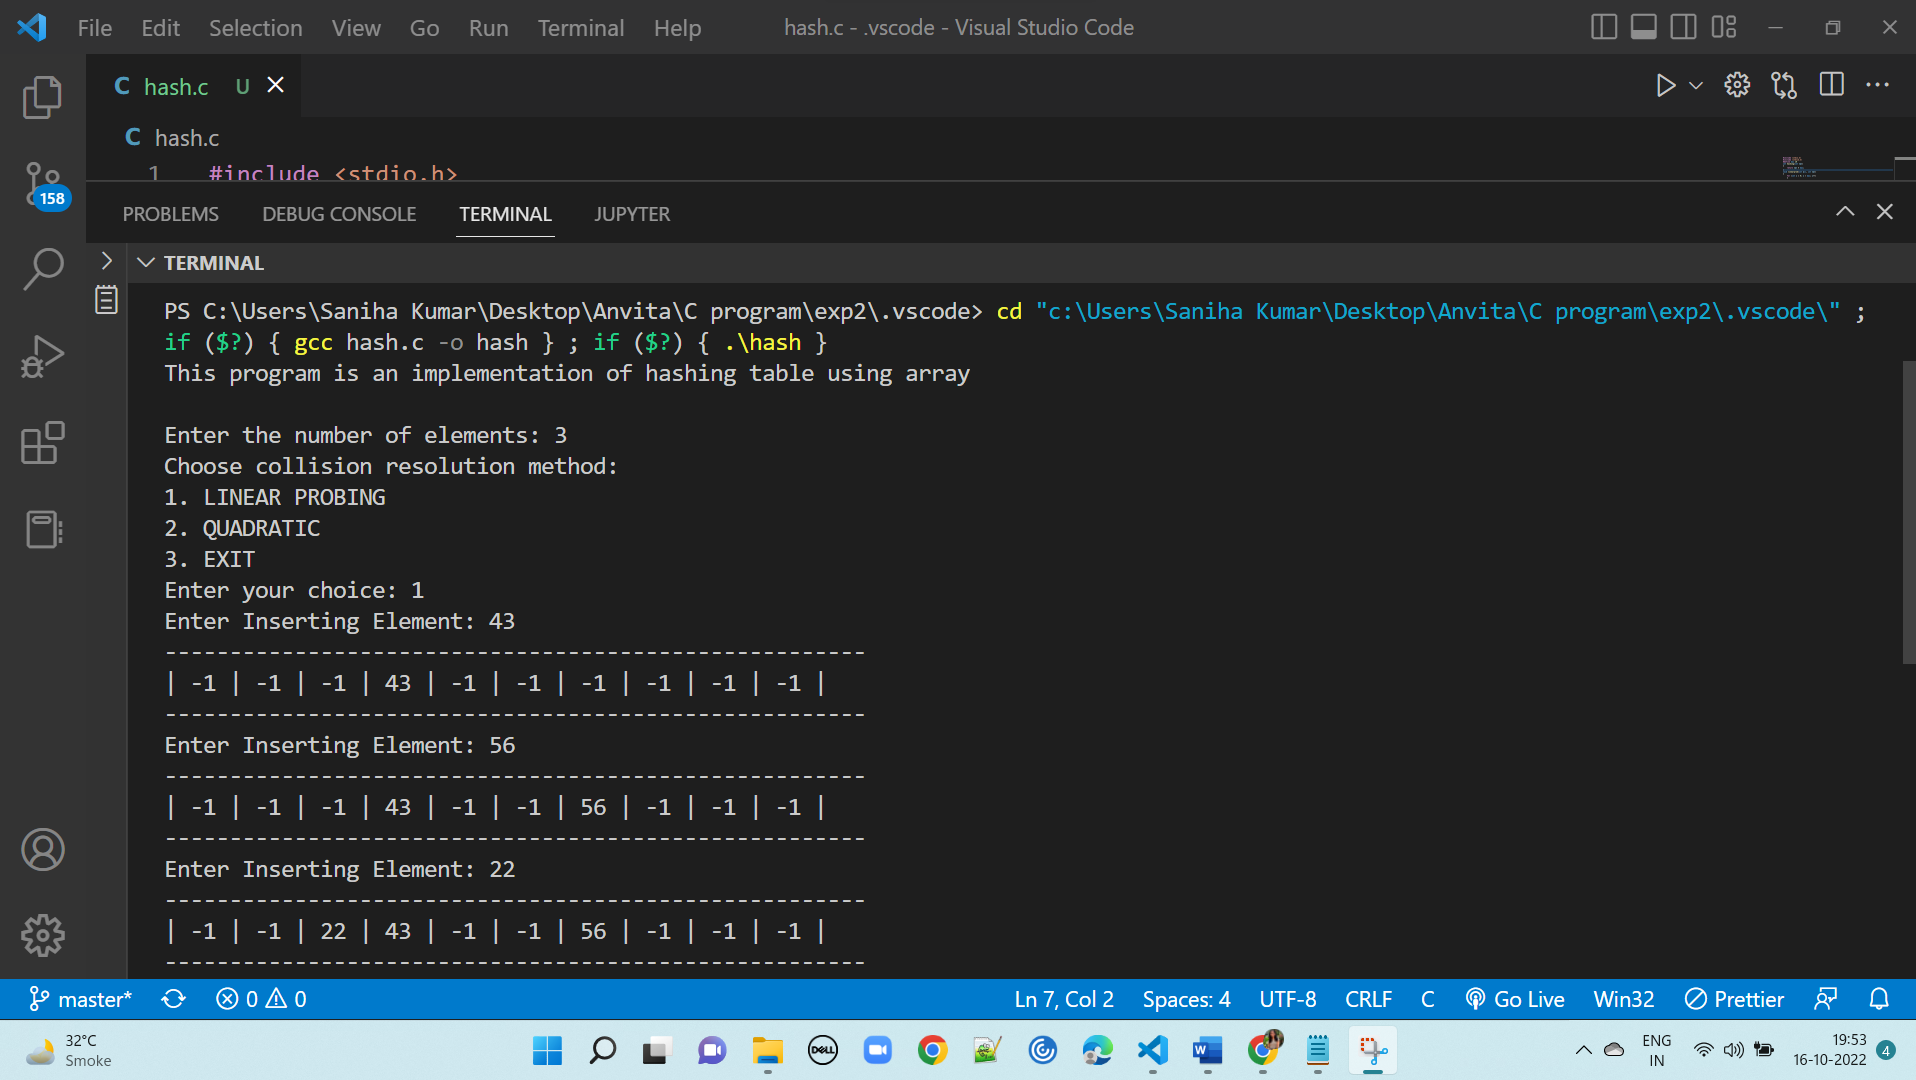 File Edit Selection View Go Run Terminal Help hash.c - .vscode - Visual Studio Code
C hash.c U
C hash.c
1 #include <stdio.h>
158
PROBLEMS DEBUG CONSOLE TERMINAL JUPYTER
TERMINAL
PS C:\Users\Saniha Kumar\Desktop\Anvita\C program\exp2\.vscode> cd "c:\Users\Saniha Kumar\Desktop\Anvita\C program\exp2\.vscode\" ;
if ($?) { gcc hash.c -o hash } ; if ($?) { .\hash }
This program is an implementation of hashing table using array
Enter the number of elements: 3
Choose collision resolution method:
1. LINEAR PROBING
2. QUADRATIC
3. EXIT
Enter your choice: 1
Enter Inserting Element: 43
------------------------------------------------------
| -1 | -1 | -1 | 43 | -1 | -1 | -1 | -1 | -1 | -1 |
------------------------------------------------------
Enter Inserting Element: 56
------------------------------------------------------
| -1 | -1 | -1 | 43 | -1 | -1 | 56 | -1 | -1 | -1 |
------------------------------------------------------
Enter Inserting Element: 22
------------------------------------------------------
| -1 | -1 | 22 | 43 | -1 | -1 | 56 | -1 | -1 | -1 |
------------------------------------------------------
master* 0 0 Ln 7, Col 2 Spaces: 4 UTF-8 CRLF C Go Live Win32 Prettier
32°C
Smoke
DELL
W
ENG
IN
19:53
16-10-2022
4